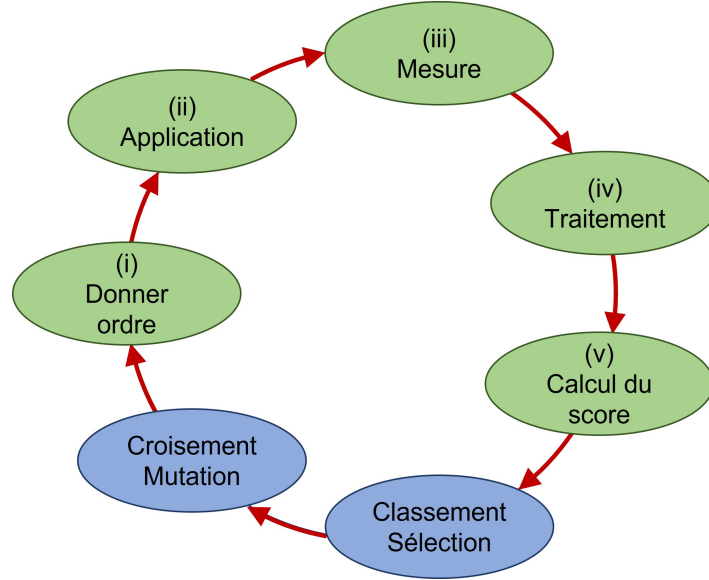 (i)
Donner
ordre
(ii)
Application
(iii)
Mesure
(iv)
Traitement
(v)
Calcul du
score
Classement
Sélection
Croisement
Mutation